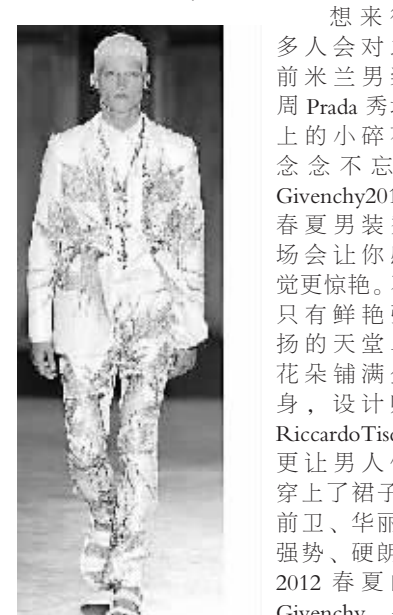 想来
多人会对
前米兰男
周 Prada 秀
上的小碎
念念不忘
Givenchy201
春夏男装
场会让你
觉更惊艳。
只有鲜艳
扬的天堂
花朵铺满
身，设计
RiccardoTis
更让男人
穿上了裙子
前卫、华丽
强势、硬朗
2012 春夏
Givenchy